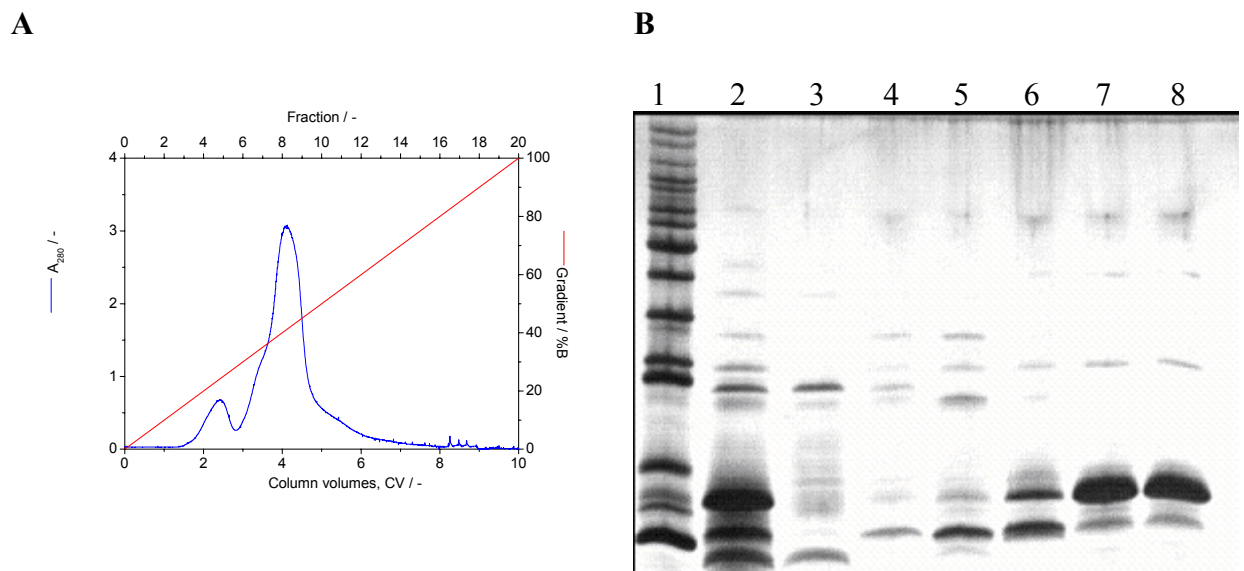 A
B
Fraction / -
0 2 4 6 8 10 12 14 16 18 20
4
3
2
1
0
A280 / -
100
80
60
40
20
0
Gradient / %B
0 2 4 6 8 10
Column volumes, CV / -
1 2 3 4 5 6 7 8